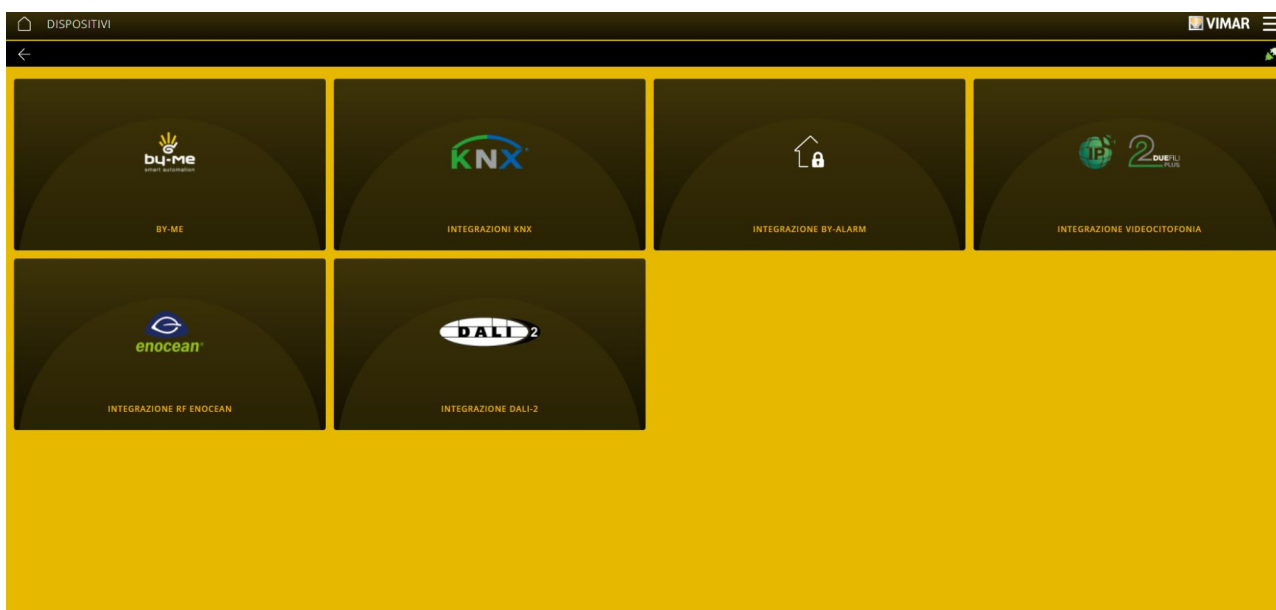 DISPOSITIVI
VIMAR
by-me
smart automation
BY-ME
KNX
INTEGRAZIONI KNX
INTEGRAZIONE BY-ALARM
IP
2 DUEFILI
PLUS
INTEGRAZIONE VIDEOCITOFONIA
enocean®
INTEGRAZIONE RF ENOCEAN
DALI 2
INTEGRAZIONE DALI-2